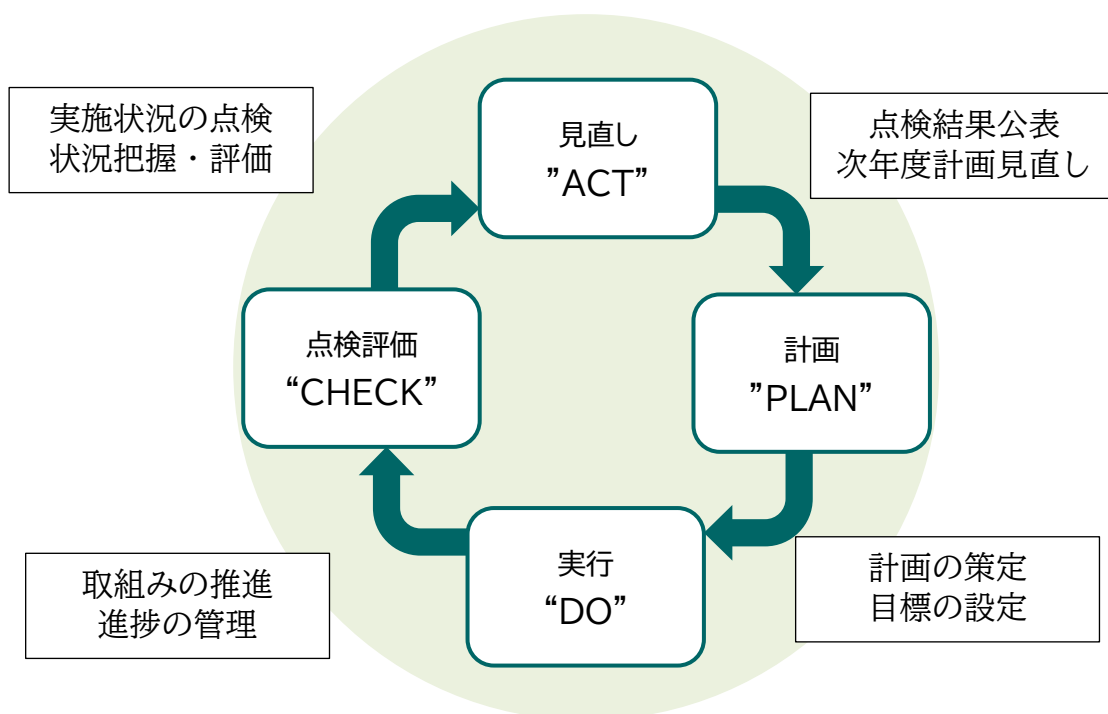 実施状況の点検
状況把握・評価
見直し
”ACT”
点検結果公表
次年度計画見直し
点検評価
“CHECK”
計画
”PLAN”
取組みの推進
進捗の管理
実行
“DO”
計画の策定
目標の設定